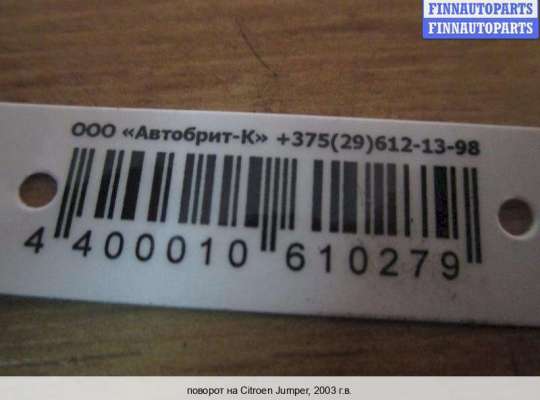 FINNAUTOPARTS
FINNAUTOPARTS
ООО «Автобрит-К» +375(29)612-13-98
4 400010 610279
поворот на Citroen Jumper, 2003 г.в.